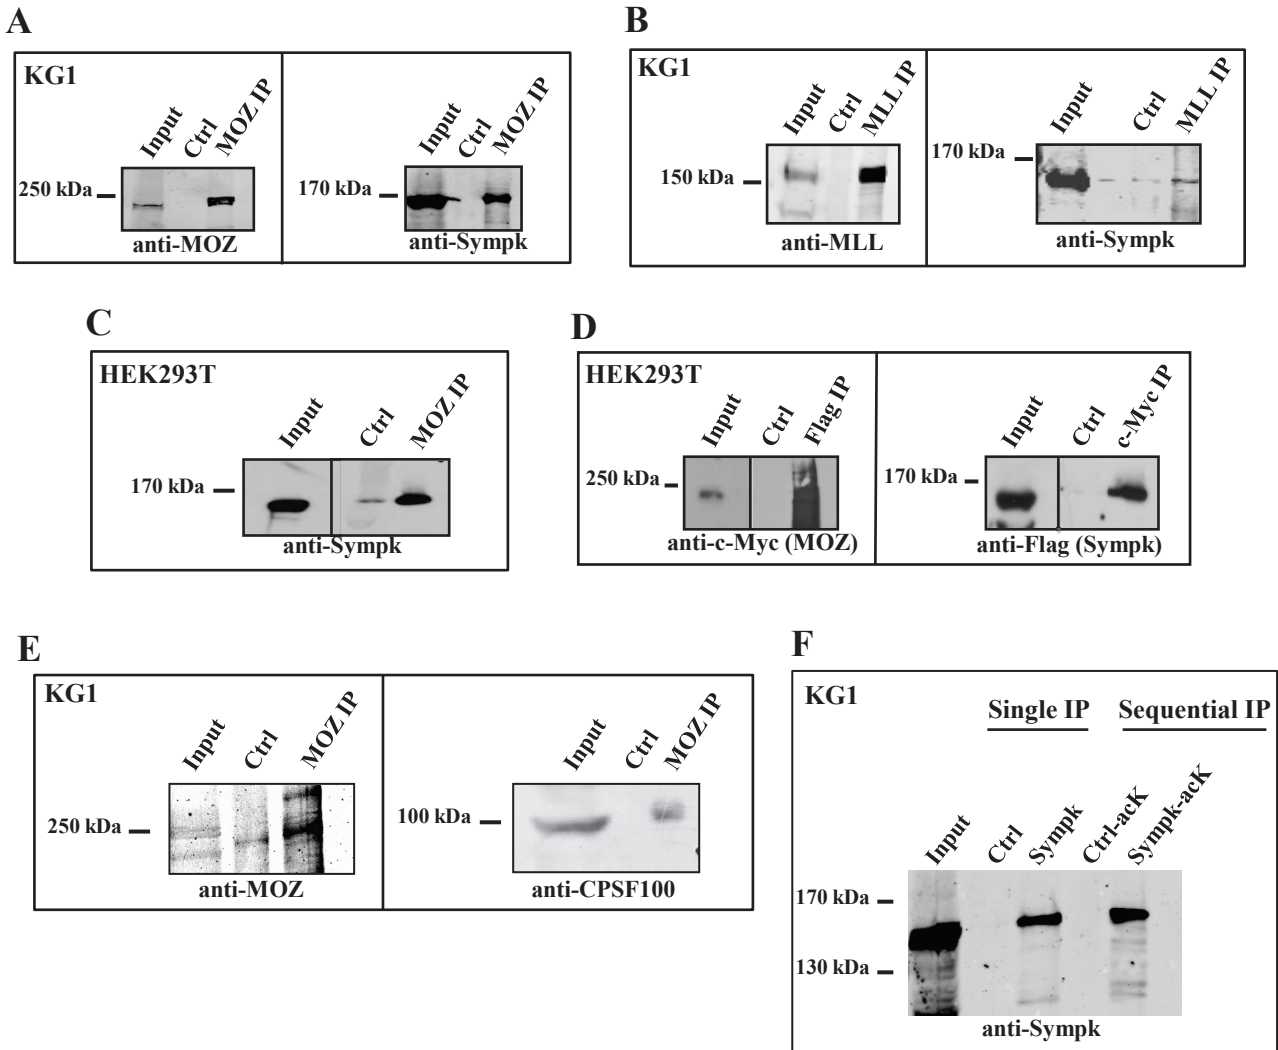 A
KG1
Input
Ctrl
MOZ IP
250 kDa
anti-MOZ
Input
Ctrl
MOZ IP
170 kDa
anti-Sympk
B
KG1
Input
Ctrl
MLL IP
150 kDa
anti-MLL
Input
Ctrl
MLL IP
170 kDa
anti-Sympk
C
HEK293T
Input
Ctrl
MOZ IP
170 kDa
anti-Sympk
D
HEK293T
Input
Ctrl
Flag IP
250 kDa
anti-c-Myc (MOZ)
Input
Ctrl
c-Myc IP
170 kDa
anti-Flag (Sympk)
E
KG1
Input
Ctrl
MOZ IP
250 kDa
anti-MOZ
Input
Ctrl
MOZ IP
100 kDa
anti-CPSF100
F
KG1
Single IP
Sequential IP
Input
Ctrl
Sympk
Ctrl-acK
Sympk-acK
170 kDa
130 kDa
anti-Sympk